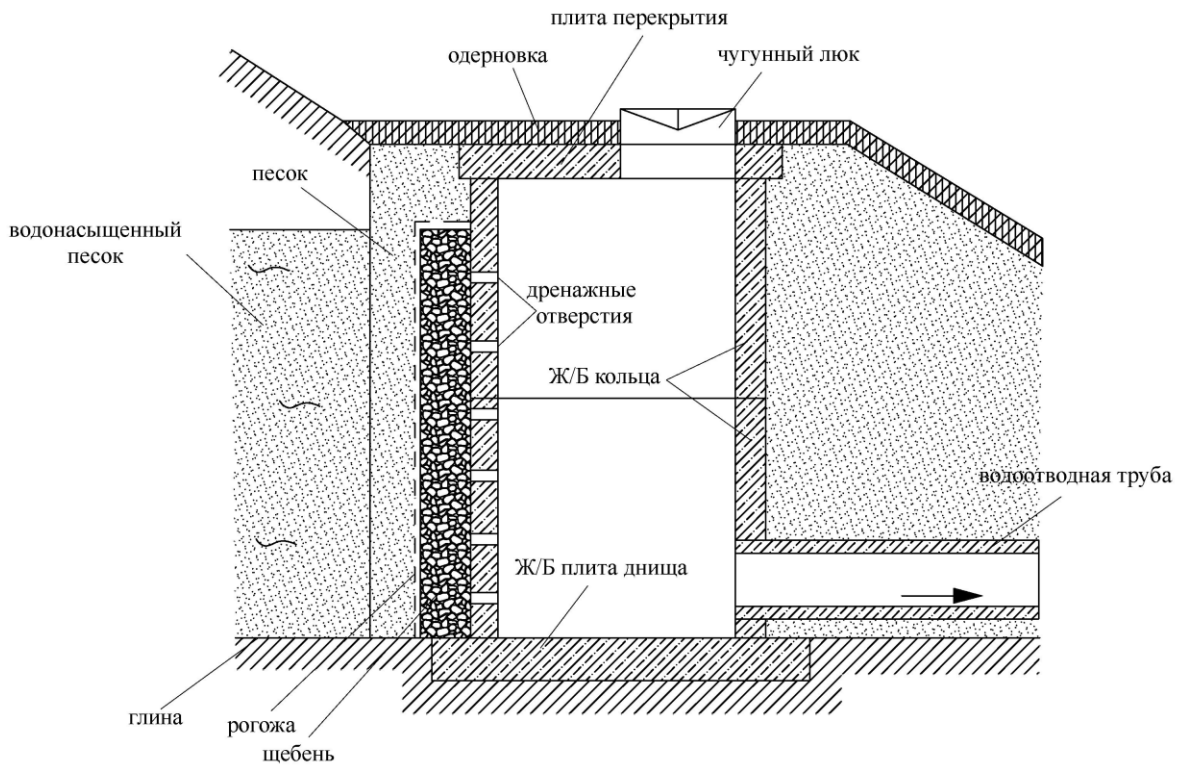 плита перекрытия
одерновка
чугунный люк
песок
водонасыщенный
песок
дренажные
отверстия
Ж/Б кольца
водоотводная труба
Ж/Б плита днища
глина
рогожа
щебень